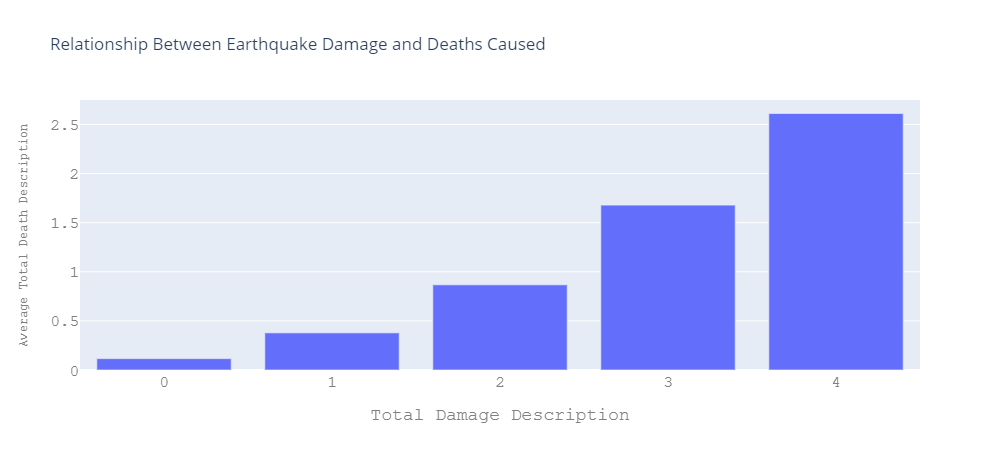 Relationship Between Earthquake Damage and Deaths Caused
Average Total Death Description
2.5
2
1.5
1
0.5
0
0 1 2 3 4
Total Damage Description